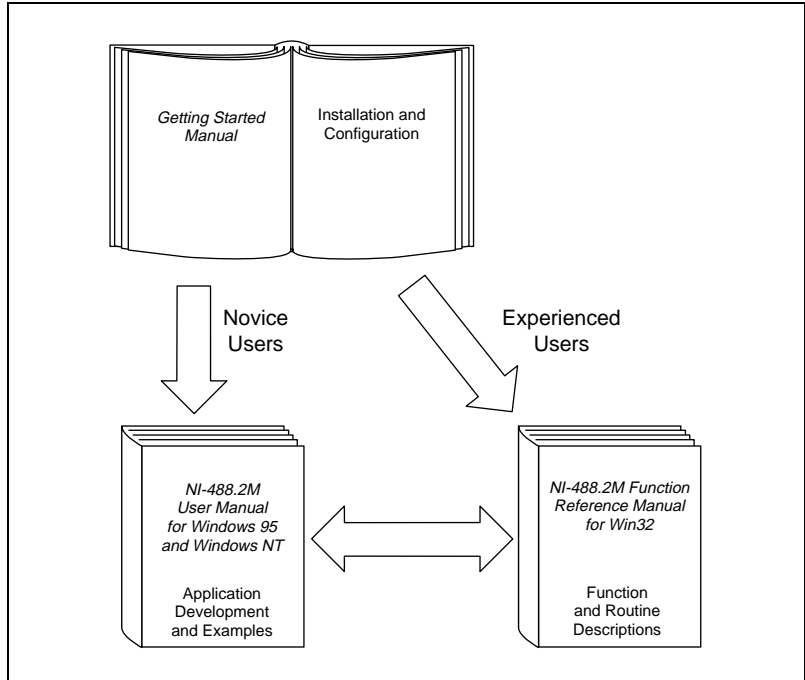 Getting Started
Manual
Installation and
Configuration
Novice
Users
Experienced
Users
NI-488.2M
User Manual
for Windows 95
and Windows NT
Application
Development
and Examples
NI-488.2M Function
Reference Manual
for Win32
Function
and Routine
Descriptions